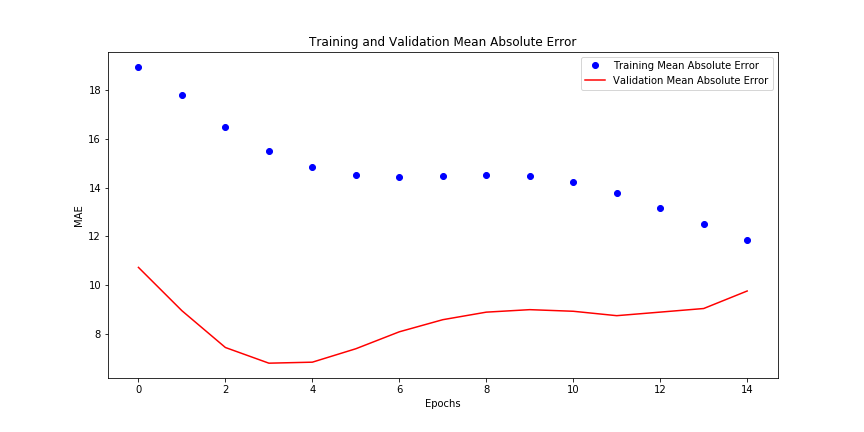 Training and Validation Mean Absolute Error
Training Mean Absolute Error
Validation Mean Absolute Error
18
16
14
12
10
8
MAE
0 2 4 6 8 10 12 14
Epochs